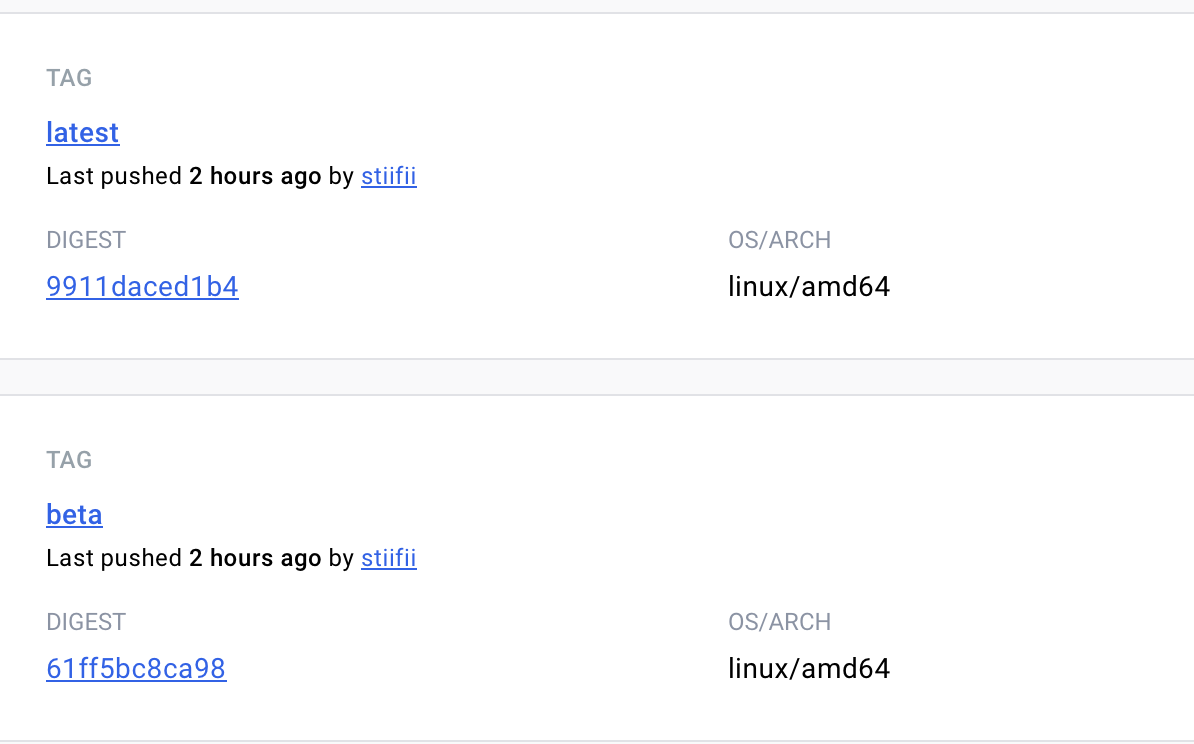 TAG
latest
Last pushed 2 hours ago by stiifii
DIGEST OS/ARCH
9911daced1b4 linux/amd64
TAG
beta
Last pushed 2 hours ago by stiifii
DIGEST OS/ARCH
61ff5bc8ca98 linux/amd64